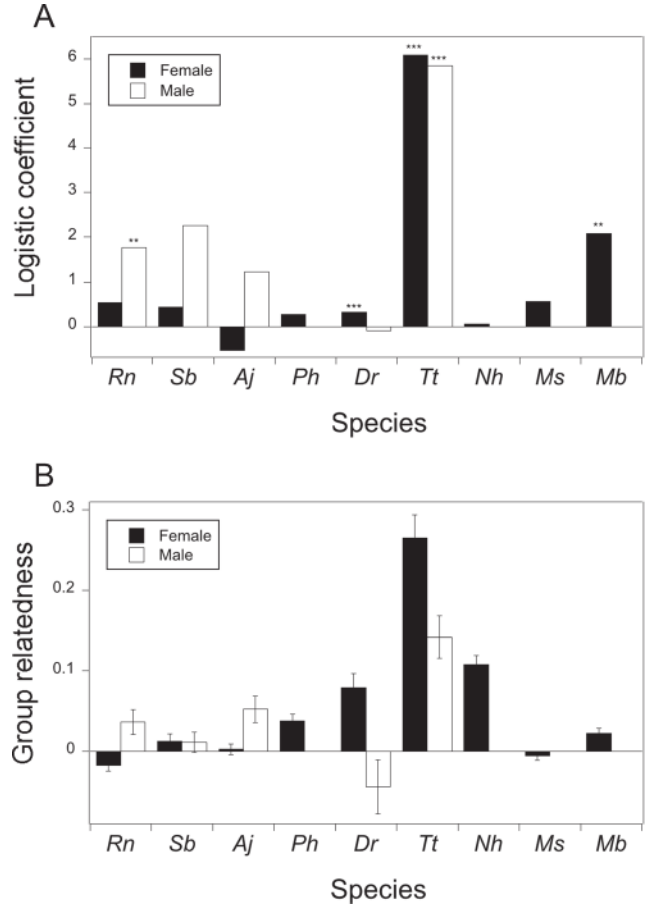 A
Logistic coefficient
6
5
4
3
2
1
0
Female
Male
**
***
***
***
**
Rn Sb Aj Ph Dr Tt Nh Ms Mb
Species
B
Group relatedness
0.3
0.2
0.1
0
Female
Male
Rn Sb Aj Ph Dr Tt Nh Ms Mb
Species